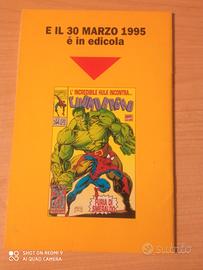 E IL 30 MARZO 1995
è in edicola
L'INCREDIBILE HULK INCONTRA...
L'UOMO RAGNO
FURIA DI
SMERALDO
SHOT ON REDMI 9
AI QUAD CAMERA
subito